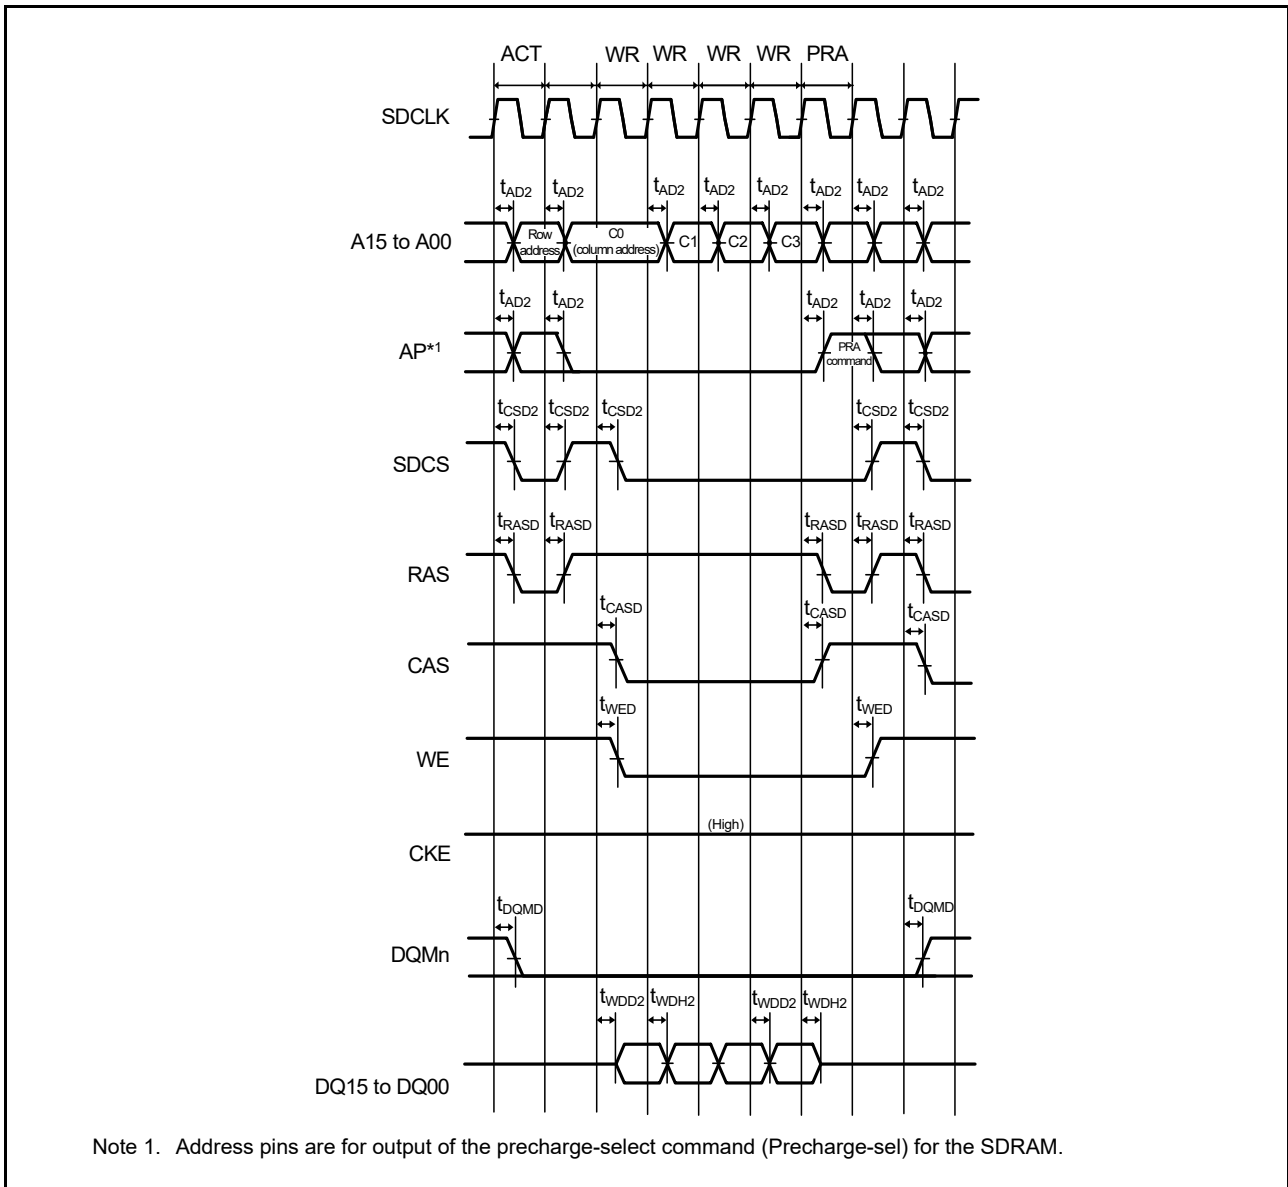 ACT WR WR WR WR PRA
SDCLK
tAD2 tAD2 tAD2 tAD2 tAD2 tAD2 tAD2 tAD2
A15 to A00
Row
address
C0
(column address)
C1
C2
C3
tAD2 tAD2 tAD2 tAD2 tAD2
AP*1
PRA
command
tCSD2 tCSD2 tCSD2 tCSD2 tCSD2
SDCS
tRASD tRASD tRASD tRASD tRASD
RAS
tCASD tCASD tCASD
CAS
tWED tWED
WE
(High)
CKE
tDQMD tDQMD
DQMn
tWDD2 tWDH2 tWDD2 tWDH2
DQ15 to DQ00
Note 1. Address pins are for output of the precharge-select command (Precharge-sel) for the SDRAM.